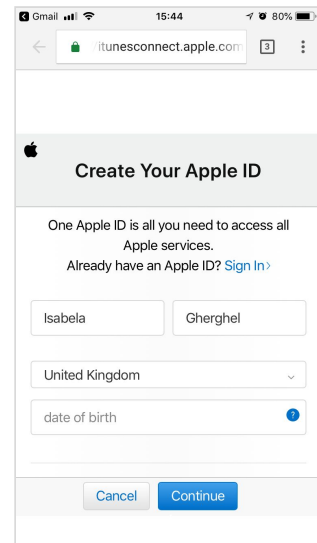 Gmail 15:44 80%
itunesconnect.apple.com 3
Create Your Apple ID
One Apple ID is all you need to access all
Apple services.
Already have an Apple ID? Sign In>
Isabela Gherghel
United Kingdom
date of birth ?
Cancel Continue